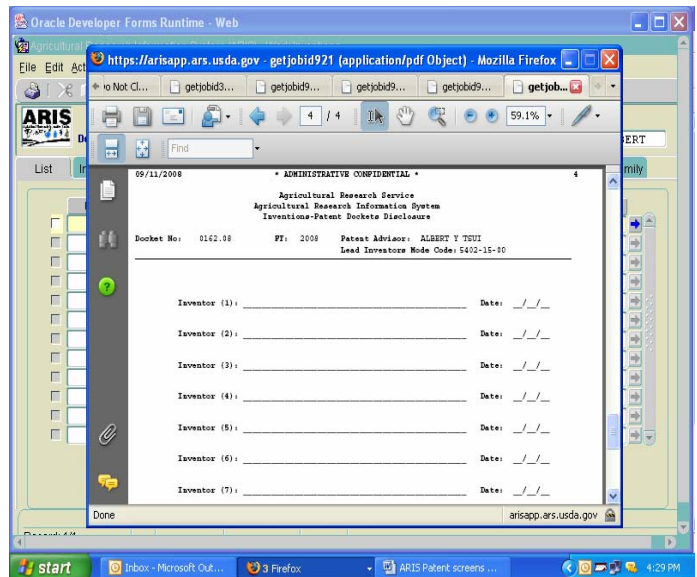 Oracle Developer Forms Runtime - Web
File Edit Act
ARIS
List
mily
https://arisapp.ars.usda.gov - getjobid921 (application/pdf Object) - Mozilla Firefox
o Not Cl... getjobid3... getjobid9... getjobid9... getjobid9... getjob...
4 / 4 59.1%
Find
09/11/2008 * ADMINISTRATIVE CONFIDENTIAL * 4
Agricultural Research Service
Agricultural Research Information System
Inventions-Patent Dockets Disclosure
Docket No: 0162.08 FY: 2008 Patent Advisor: ALBERT Y TSUI
Lead Inventors Mode Code: 5402-15-00
Inventor (1): Date: _/_/_
Inventor (2): Date: _/_/_
Inventor (3): Date: _/_/_
Inventor (4): Date: _/_/_
Inventor (5): Date: _/_/_
Inventor (6): Date: _/_/_
Inventor (7): Date: _/_/_
Done arisapp.ars.usda.gov
start Inbox - Microsoft Out... 3 Firefox ARIS Patent screens ... 4:29 PM